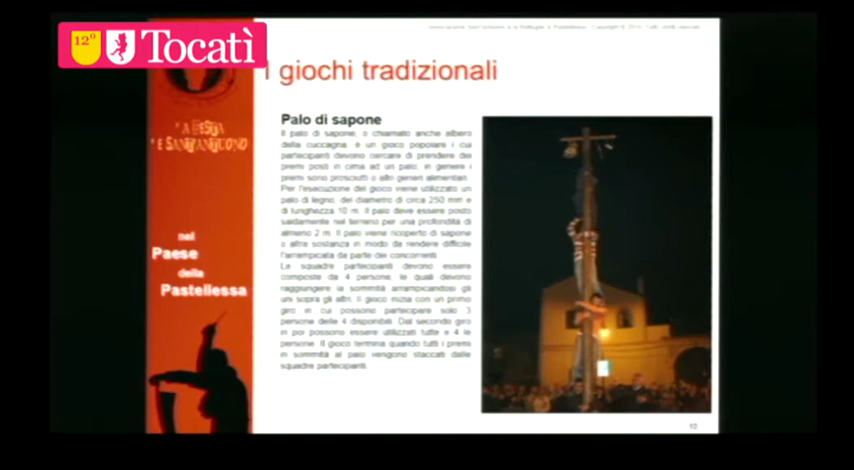 12° Tocatì
I giochi tradizionali
'A FESTA
'E SANT'ANTUONO
nel
Paese
della
Pastellessa
Palo di sapone
Il palo di sapone, o chiamato anche albero
della cuccagna, è un gioco popolare i cui
partecipanti devono cercare di prendere dei
premi posti in cima ad un palo; in genere i
premi sono prosciutti o altri generi alimentari.
Per l'esecuzione del gioco viene utilizzato un
palo di legno, del diametro di circa 250 mm e
di lunghezza 10 m. Il palo deve essere posto
saldamente nel terreno per una profondità di
almeno 2 m. Il palo viene ricoperto di sapone
o altra sostanza in modo da rendere difficile
l'arrampicata da parte dei concorrenti.
Le squadre partecipanti devono essere
composte da 4 persone, le quali devono
raggiungere la sommità arrampicandosi gli
uni sopra gli altri. Il gioco inizia con un primo
giro in cui possono partecipare solo 3
persone delle 4 disponibili. Dal secondo giro
in poi possono essere utilizzati tutte e 4 le
persone. Il gioco termina quando tutti i premi
in sommità al palo vengono staccati dalle
squadre partecipanti.
10